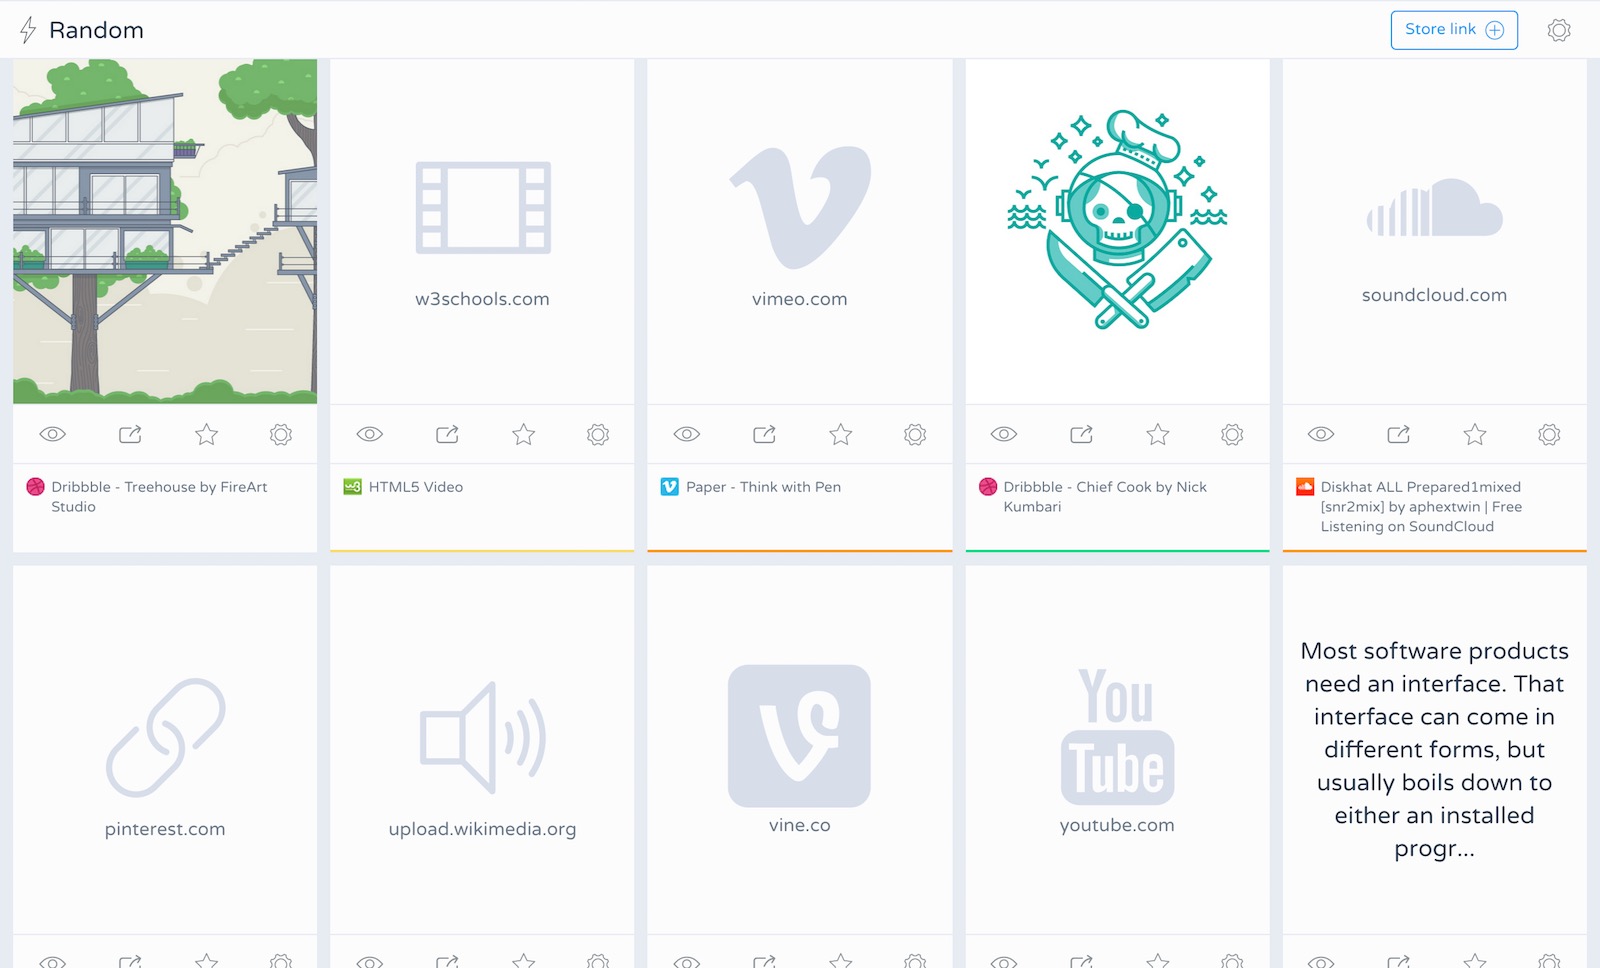 Random
Store link
w3schools.com
vimeo.com
soundcloud.com
Dribbble - Treehouse by FireArt
Studio
HTML5 Video
Paper - Think with Pen
Dribbble - Chief Cook by Nick
Kumbari
Diskhat ALL Prepared1mixed
[snr2mix] by aphextwin | Free
Listening on SoundCloud
pinterest.com
upload.wikimedia.org
vine.co
You
Tube
youtube.com
Most software products
need an interface. That
interface can come in
different forms, but
usually boils down to
either an installed
progr...